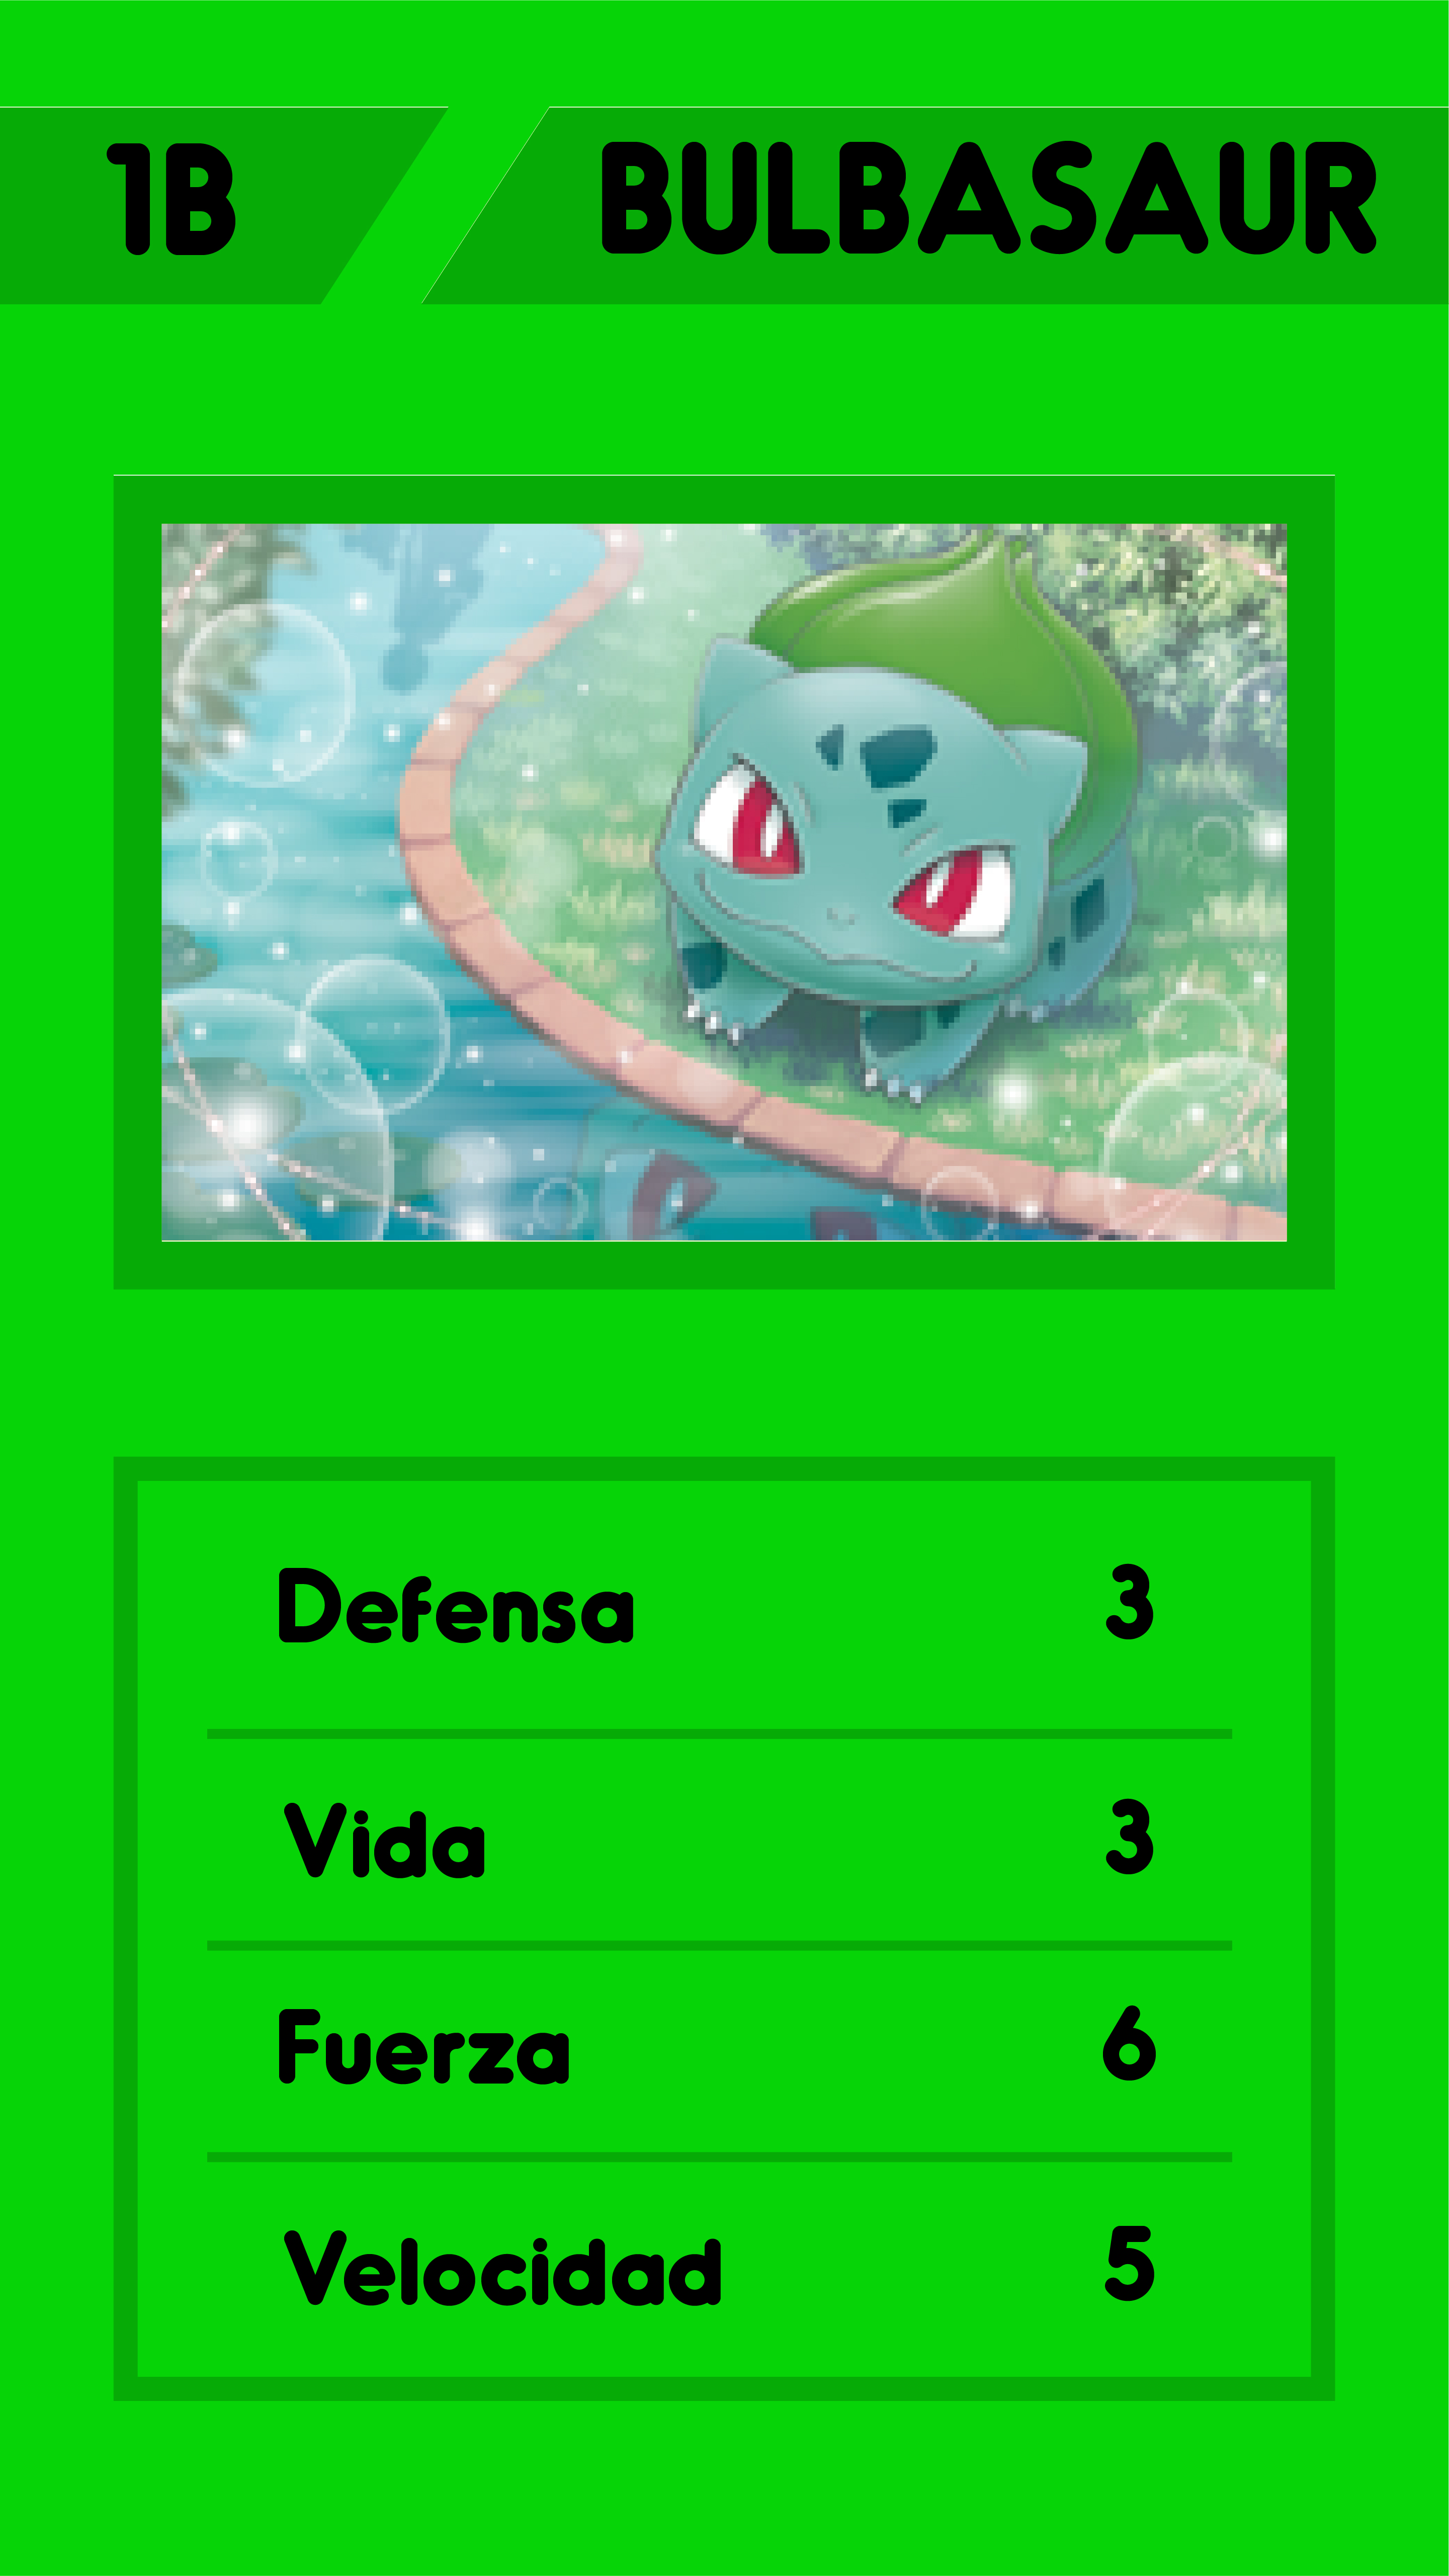 1B BULBASAUR
Defensa 3
Vida 3
Fuerza 6
Velocidad 5